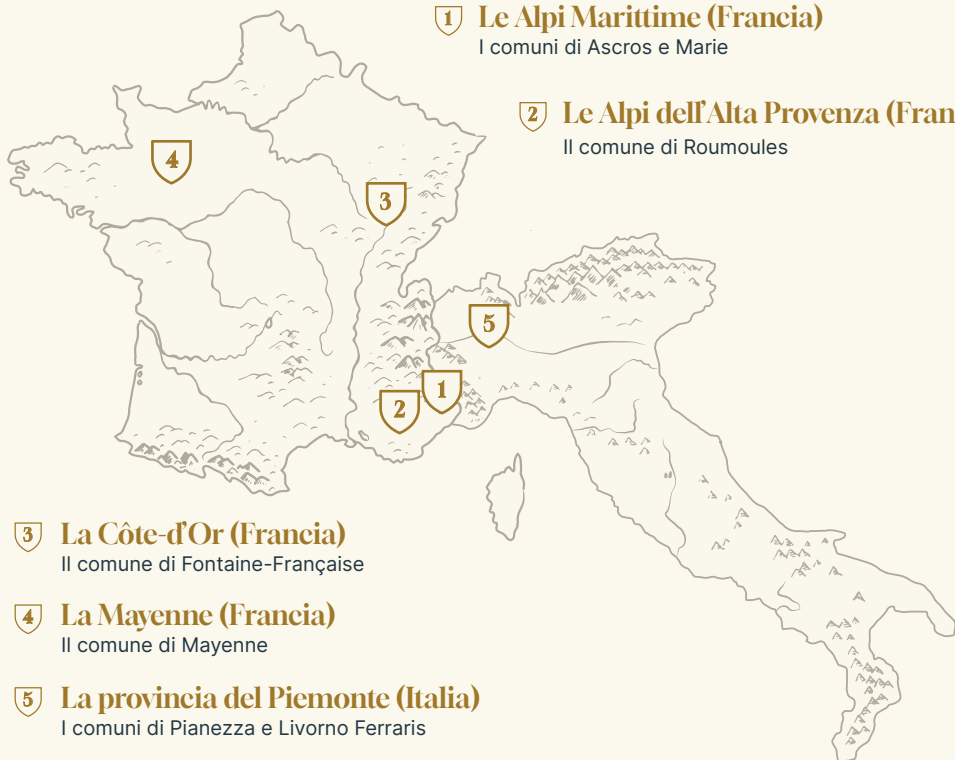 1 Le Alpi Marittime (Francia)
I comuni di Ascros e Marie
2 Le Alpi dell'Alta Provenza (Fran
Il comune di Roumoules
4
3
5
1
2
3 La Côte-d'Or (Francia)
Il comune di Fontaine-Française
4 La Mayenne (Francia)
Il comune di Mayenne
5 La provincia del Piemonte (Italia)
I comuni di Pianezza e Livorno Ferraris